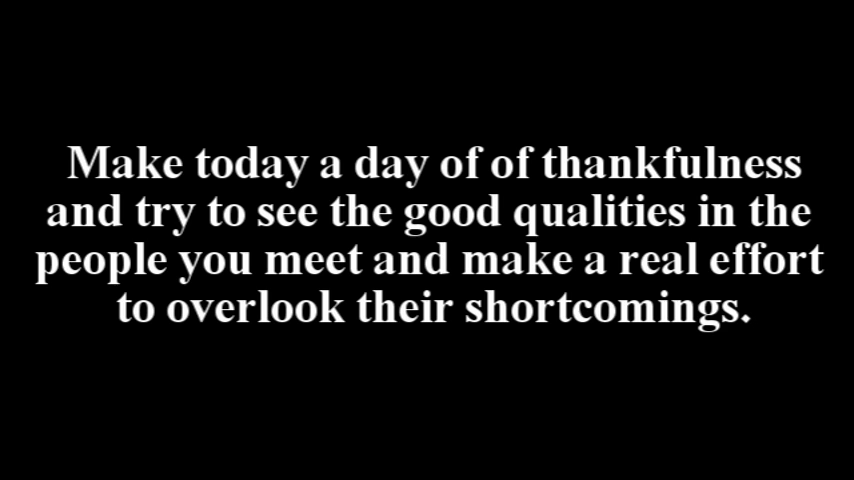 Make today a day of of thankfulness
and try to see the good qualities in the
people you meet and make a real effort
to overlook their shortcomings.